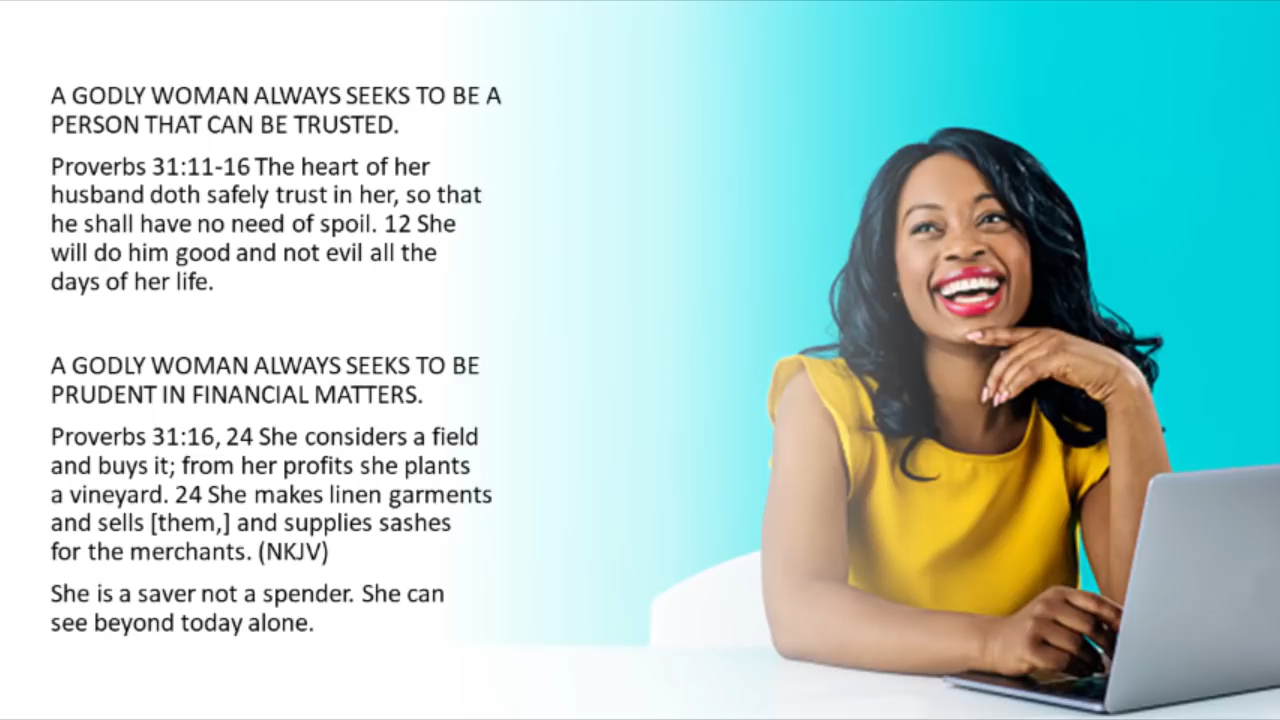 A GODLY WOMAN ALWAYS SEEKS TO BE A
PERSON THAT CAN BE TRUSTED.
Proverbs 31:11-16 The heart of her
husband doth safely trust in her, so that
he shall have no need of spoil. 12 She
will do him good and not evil all the
days of her life.
A GODLY WOMAN ALWAYS SEEKS TO BE
PRUDENT IN FINANCIAL MATTERS.
Proverbs 31:16, 24 She considers a field
and buys it; from her profits she plants
a vineyard. 24 She makes linen garments
and sells [them,] and supplies sashes
for the merchants. (NKJV)
She is a saver not a spender. She can
see beyond today alone.